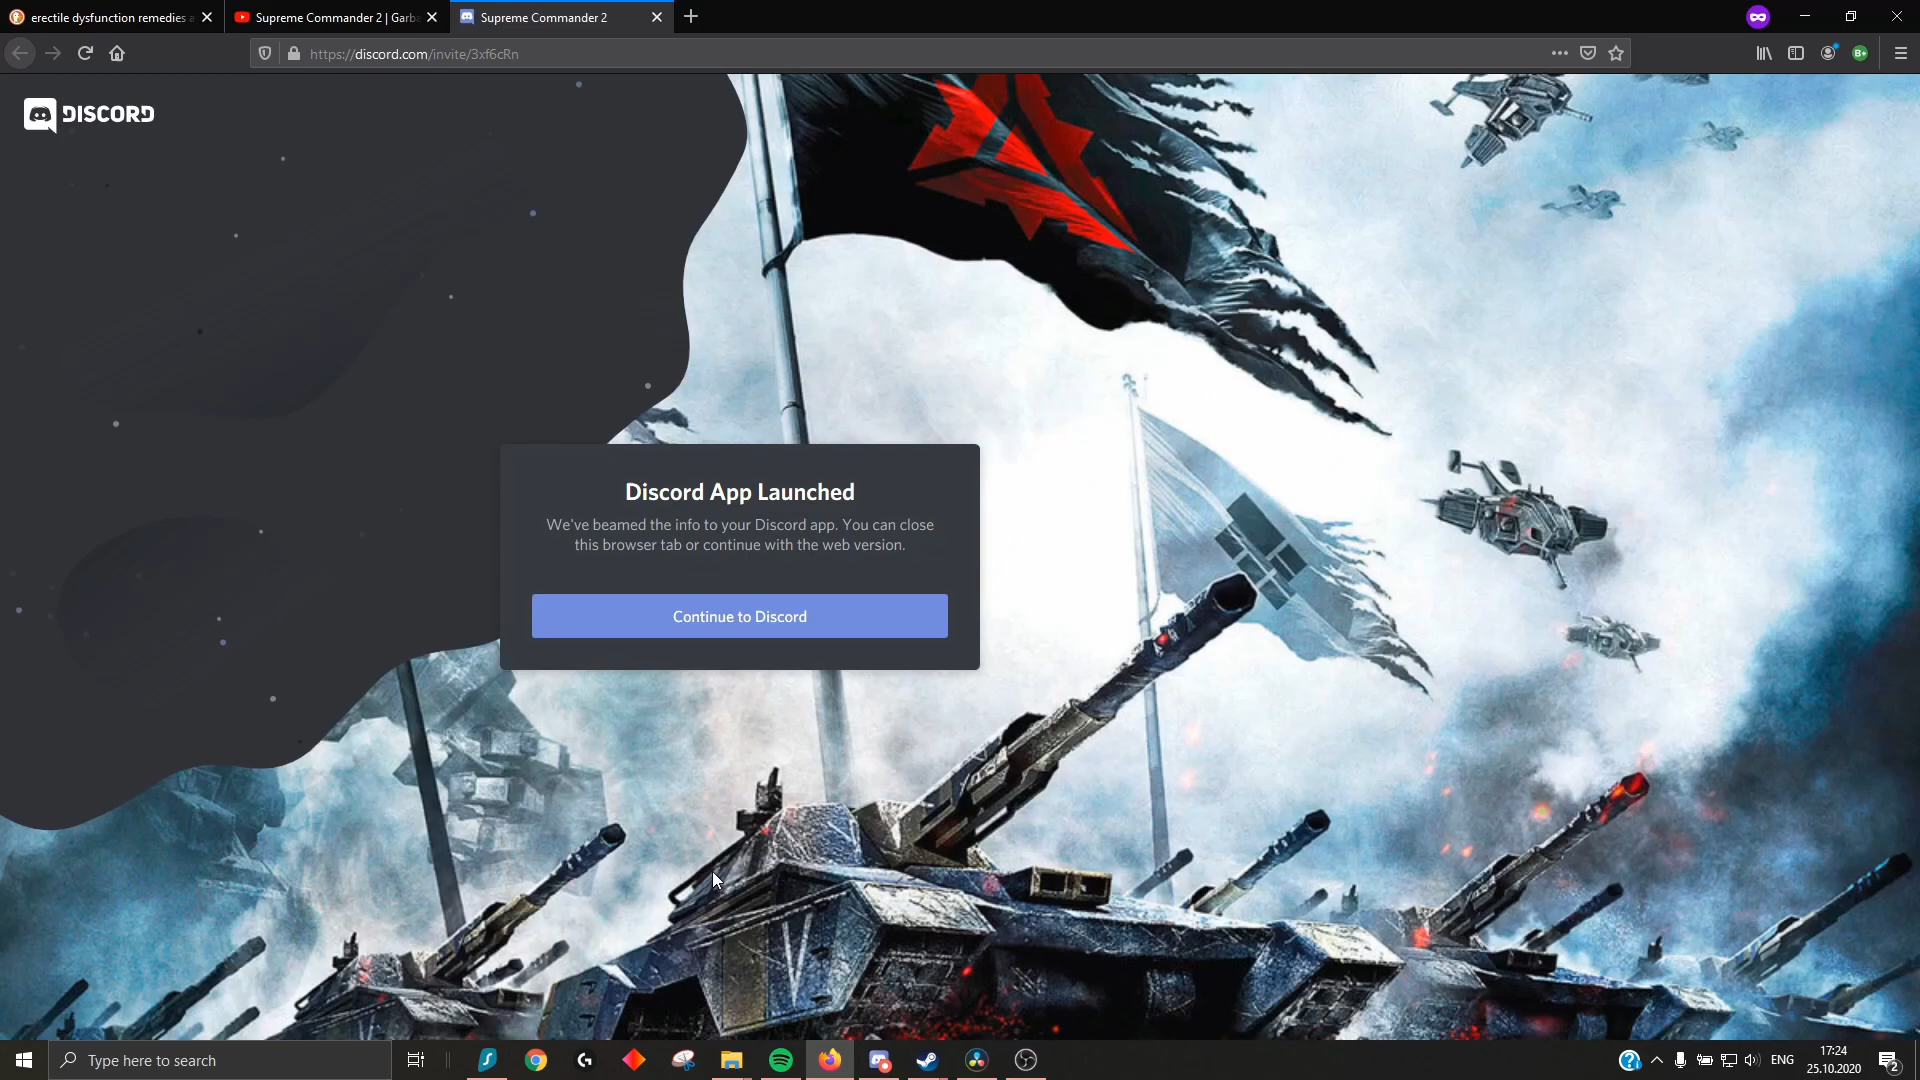 erectile dysfunction remedies a
Supreme Commander 2 | Garba
Supreme Commander 2
https://discord.com/invite/3xf6cRn
B+
DISCORD
Discord App Launched
We've beamed the info to your Discord app. You can close
this browser tab or continue with the web version.
Continue to Discord
Type here to search
ENG
17:24
25.10.2020
2